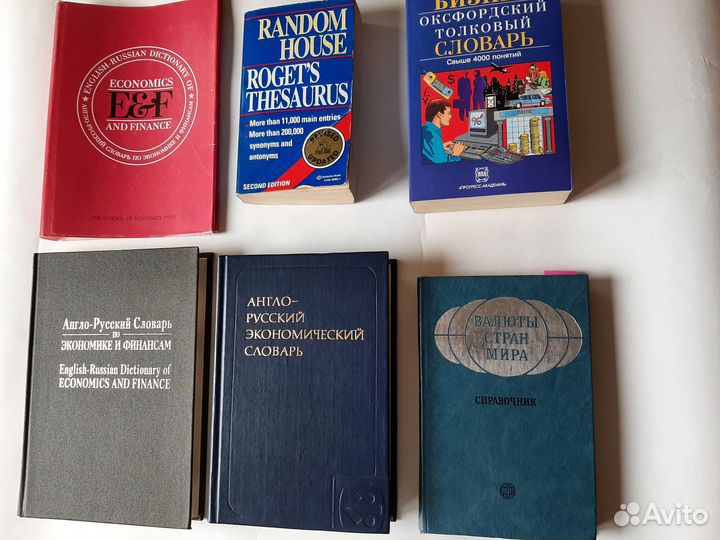 ENGLISH-RUSSIAN DICTIONARY OF
ECONOMICS
E&F
AND FINANCE
АНГЛО-РУССКИЙ СЛОВАРЬ ПО ЭКОНОМИКЕ И ФИНАНСАМ
THE SCHOOL OF ECONOMICS PRESS
RANDOM
HOUSE
ROGET'S
THESAURUS
• More than 11,000 main entries
• More than 200,000
synonyms and
antonyms
REVISED
UPDATED
SECOND EDITION
БИЗНЕС
ОКСФОРДСКИЙ
ТОЛКОВЫЙ
СЛОВАРЬ
Свыше 4000 понятий
$
%
БАНК
«ПРОГРЕСС-АКАДЕМИЯ»
Англо-Русский Словарь
по
ЭКОНОМИКЕ И ФИНАНСАМ
English-Russian Dictionary of
ECONOMICS AND FINANCE
АНГЛО-
РУССКИЙ
ЭКОНОМИЧЕСКИЙ
СЛОВАРЬ
ВАЛЮТЫ
СТРАН
МИРА
СПРАВОЧНИК
Avito